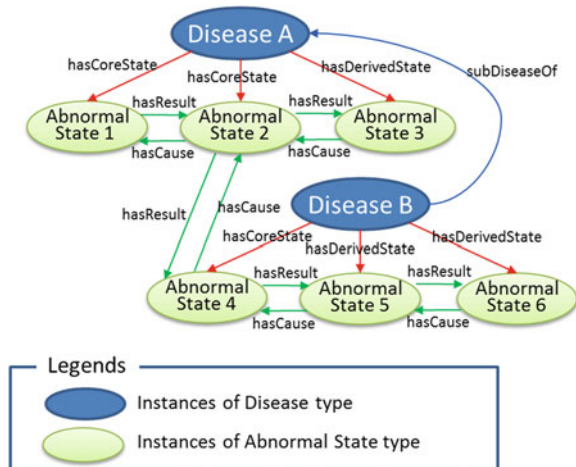 Disease A
hasCoreState
hasCoreState
hasDerivedState
subDiseaseOf
Abnormal
State 1
hasResult
Abnormal
State 2
hasResult
Abnormal
State 3
hasCause
hasCause
hasResult
hasCause
Disease B
hasCoreState
hasDerivedState
hasDerivedState
Abnormal
State 4
hasResult
Abnormal
State 5
hasResult
Abnormal
State 6
hasCause
hasCause
Legends
Instances of Disease type
Instances of Abnormal State type